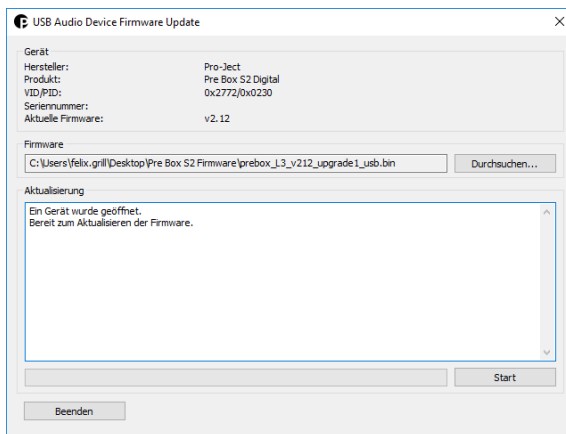 USB Audio Device Firmware Update
Gerät
Hersteller: Pro-Ject
Produkt: Pre Box S2 Digital
VID/PID: 0x2772/0x0230
Seriennummer:
Aktuelle Firmware: v2.12
Firmware
C:\Users\felix.grill\Desktop\Pre Box S2 Firmware\prebox_L3_v212_upgrade1_usb.bin Durchsuchen...
Aktualisierung
Ein Gerät wurde geöffnet.
Bereit zum Aktualisieren der Firmware.
Start
Beenden